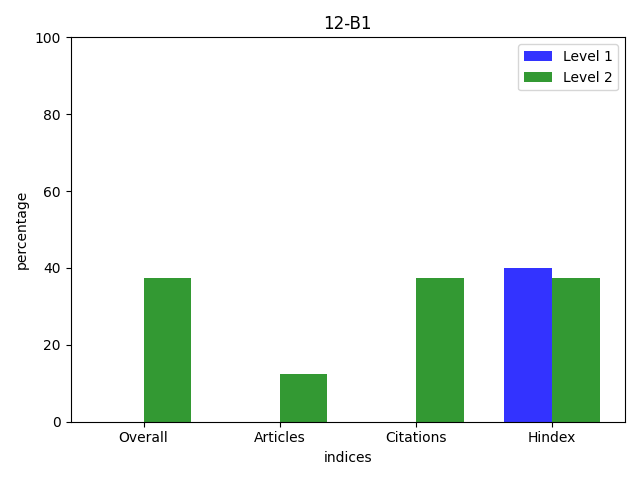 12-B1
Level 1
Level 2
percentage
100
80
60
40
20
0
Overall Articles Citations Hindex
indices